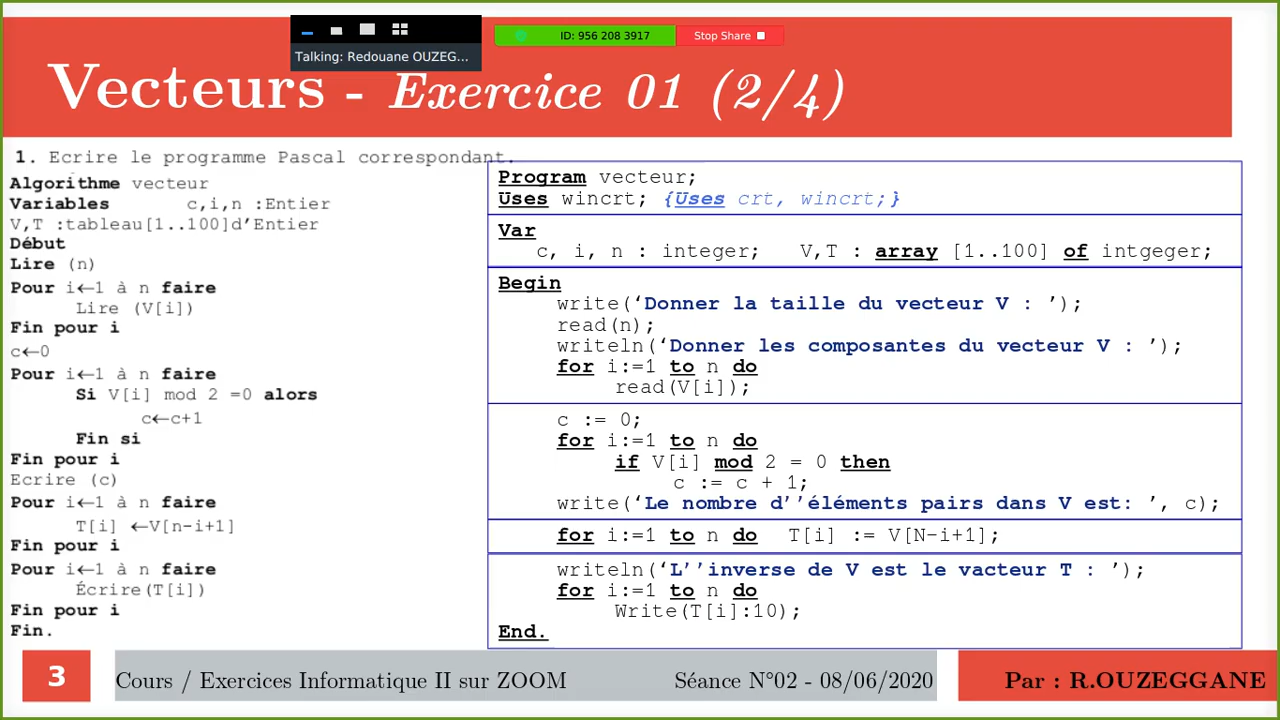 ID: 956 208 3917
Stop Share
Talking: Redouane OUZEG...
Vecteurs - Exercice 01 (2/4)
1. Ecrire le programme Pascal correspondant.
Algorithme vecteur
Variables c,i,n :Entier
V,T :tableau[1..100]d’Entier
Début
Lire (n)
Pour i←1 à n faire
Lire (V[i])
Fin pour i
c←0
Pour i←1 à n faire
Si V[i] mod 2 =0 alors
c←c+1
Fin si
Fin pour i
Ecrire (c)
Pour i←1 à n faire
T[i] ←V[n-i+1]
Fin pour i
Pour i←1 à n faire
Écrire(T[i])
Fin pour i
Fin.
Program vecteur;
Uses wincrt; {Uses crt, wincrt;}
Var
c, i, n : integer; V,T : array [1..100] of intgeger;
Begin
write(‘Donner la taille du vecteur V : ’);
read(n);
writeln(‘Donner les composantes du vecteur V : ’);
for i:=1 to n do
read(V[i]);
c := 0;
for i:=1 to n do
if V[i] mod 2 = 0 then
c := c + 1;
write(‘Le nombre d’’éléments pairs dans V est: ’, c);
for i:=1 to n do T[i] := V[N-i+1];
writeln(‘L’’inverse de V est le vacteur T : ’);
for i:=1 to n do
Write(T[i]:10);
End.
3
Cours / Exercices Informatique II sur ZOOM
Séance N°02 - 08/06/2020
Par : R.OUZEGGANE